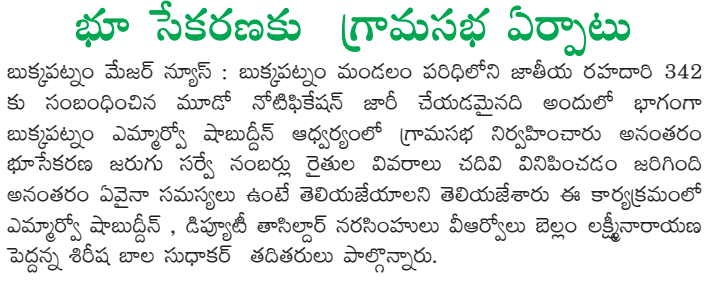 భూ సేకరణకు గ్రామసభ ఏర్పాటు
బుక్కపట్నం మేజర్ న్యూస్ : బుక్కపట్నం మండలం పరిధిలోని జాతీయ రహదారి 342
కు సంబంధించిన మూడో నోటిఫికేషన్ జారీ చేయడమైనది అందులో భాగంగా
బుక్కపట్నం ఎమ్మార్వో షాబుద్దీన్ ఆధ్వర్యంలో గ్రామసభ నిర్వహించారు అనంతరం
భూసేకరణ జరుగు సర్వే నంబర్లు రైతుల వివరాలు చదివి వినిపించడం జరిగింది
అనంతరం ఏవైనా సమస్యలు ఉంటే తెలియజేయాలని తెలియజేశారు ఈ కార్యక్రమంలో
ఎమ్మార్వో షాబుద్దీన్ , డిప్యూటీ తాసిల్దార్ నరసింహులు వీఆర్వోలు బెల్లం లక్ష్మీనారాయణ
పెద్దన్న శిరీష బాల సుధాకర్ తదితరులు పాల్గొన్నారు.